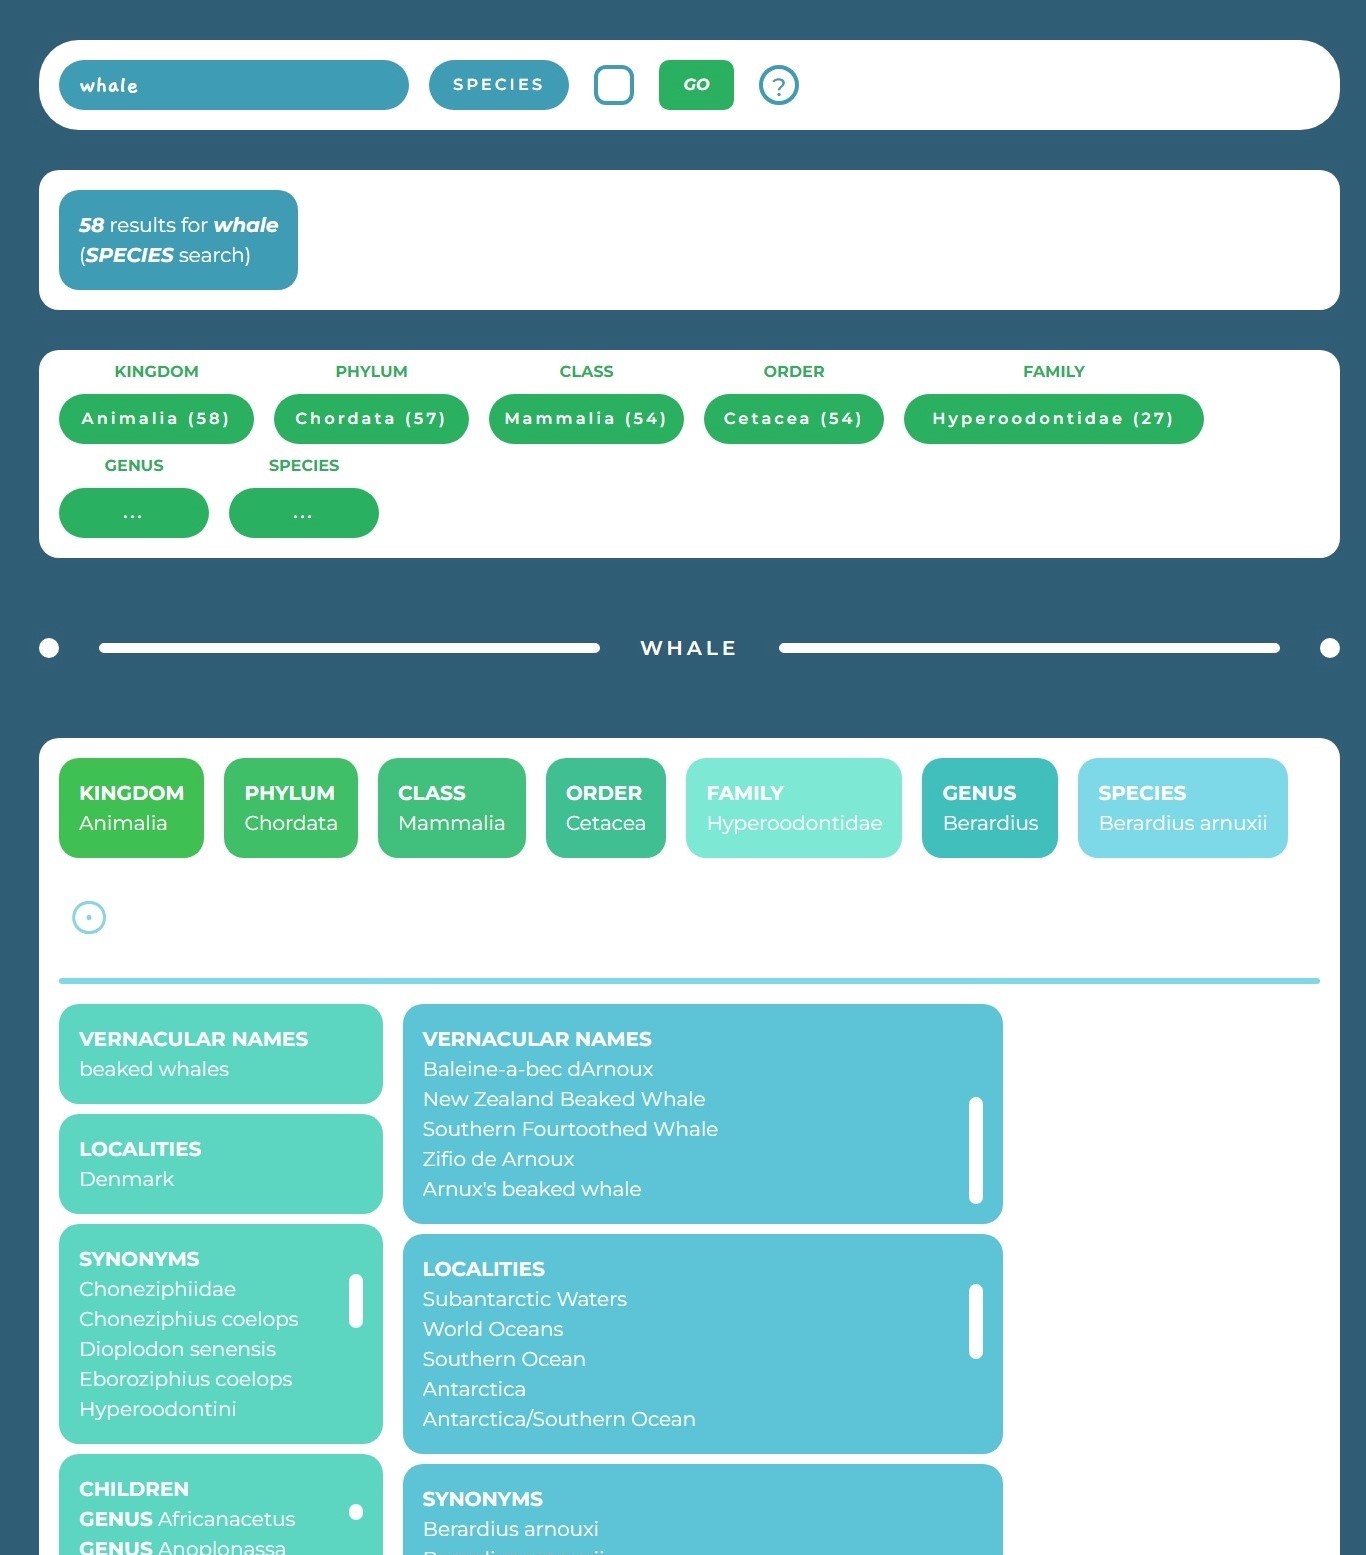 whale SPECIES GO ?
58 results for whale
(SPECIES search)
KINGDOM PHYLUM CLASS ORDER FAMILY
Animalia (58) Chordata (57) Mammalia (54) Cetacea (54) Hyperoodontidae (27)
GENUS SPECIES
... ...
WHALE
KINGDOM PHYLUM CLASS ORDER FAMILY GENUS SPECIES
Animalia Chordata Mammalia Cetacea Hyperoodontidae Berardius Berardius arnuxii
VERNACULAR NAMES
beaked whales
LOCALITIES
Denmark
SYNONYMS
Choneziphiidae
Choneziphius coelops
Dioplodon senensis
Eboroziphius coelops
Hyperoodontini
CHILDREN
GENUS Africanacetus
GENUS Anoplonassa
VERNACULAR NAMES
Baleine-a-bec dArnoux
New Zealand Beaked Whale
Southern Fourtoothed Whale
Zifio de Arnoux
Arnux's beaked whale
LOCALITIES
Subantarctic Waters
World Oceans
Southern Ocean
Antarctica
Antarctica/Southern Ocean
SYNONYMS
Berardius arnouxi